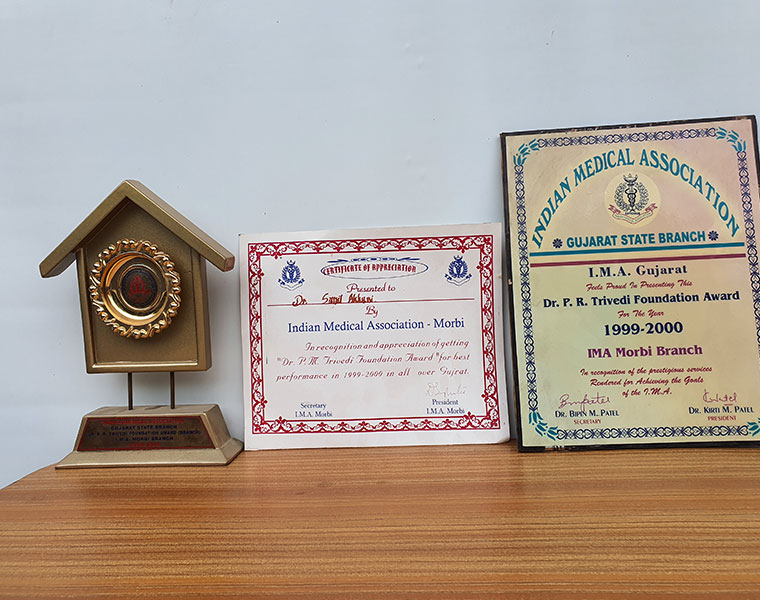 GUJARAT STATE BRANCH
I.M.A. MORBI BRANCH
CERTIFICATE OF APPRECIATION
Presented to
Dr. Sunil
By
Indian Medical Association - Morbi
In recognition and appreciation of getting
"Dr. P.M. Trivedi Foundation Award "for best
performance in 1999-2000 in all over Gujrat.
Secretary
I.M.A. Morbi
President
I.M.A. Morbi
INDIAN MEDICAL ASSOCIATION
GUJARAT STATE BRANCH
I.M.A. Gujarat
Feels Proud In Presenting This
Dr. P. R. Trivedi Foundation Award
For The Year
1999-2000
IMA Morbi Branch
In recognition of the prestigious services
Rendered for Achieving the Goals
of the I.M.A.
DR. BIPIN M. PATEL
SECRETARY
DR. KIRTI M. PATEL
PRESIDENT